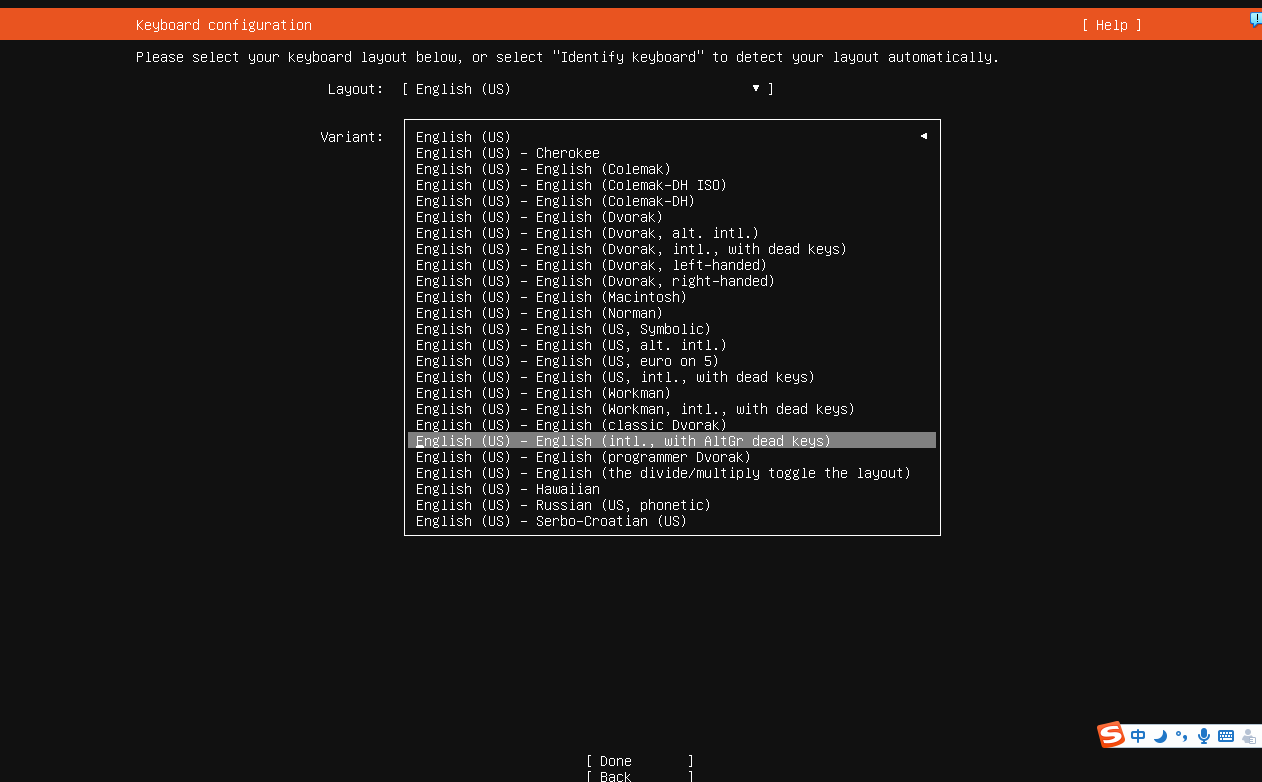 Keyboard configuration [ Help ]
Please select your keyboard layout below, or select "Identify keyboard" to detect your layout automatically.
Layout: [ English (US) ▼ ]
Variant: English (US) ◄
English (US) - Cherokee
English (US) - English (Colemak)
English (US) - English (Colemak-DH ISO)
English (US) - English (Colemak-DH)
English (US) - English (Dvorak)
English (US) - English (Dvorak, alt. intl.)
English (US) - English (Dvorak, intl., with dead keys)
English (US) - English (Dvorak, left-handed)
English (US) - English (Dvorak, right-handed)
English (US) - English (Macintosh)
English (US) - English (Norman)
English (US) - English (US, Symbolic)
English (US) - English (US, alt. intl.)
English (US) - English (US, euro on 5)
English (US) - English (US, intl., with dead keys)
English (US) - English (Workman)
English (US) - English (Workman, intl., with dead keys)
English (US) - English (classic Dvorak)
English (US) - English (intl., with AltGr dead keys)
English (US) - English (programmer Dvorak)
English (US) - English (the divide/multiply toggle the layout)
English (US) - Hawaiian
English (US) - Russian (US, phonetic)
English (US) - Serbo-Croatian (US)
S 中
[ Done ]
[ Back ]